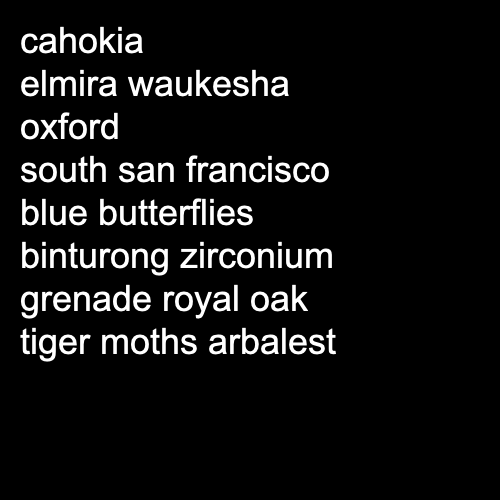 cahokia
elmira waukesha
oxford
south san francisco
blue butterflies
binturong zirconium
grenade royal oak
tiger moths arbalest